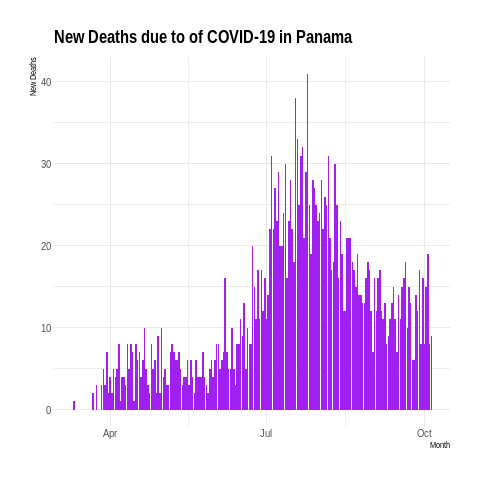 New Deaths due to of COVID-19 in Panama
New Deaths
40
30
20
10
0
Apr
Jul
Oct
Month